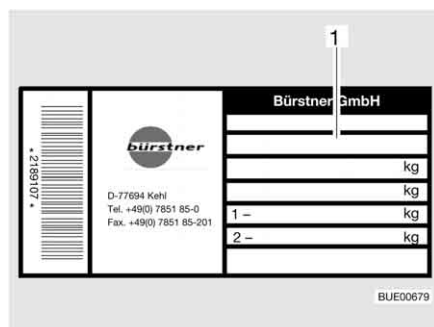 1
Bürstner GmbH
* 2189107 *
bürstner
D-77694 Kehl
Tel. +49(0) 7851 85-0
Fax. +49(0) 7851 85-201
kg
kg
1 – kg
2 – kg
BUE00679